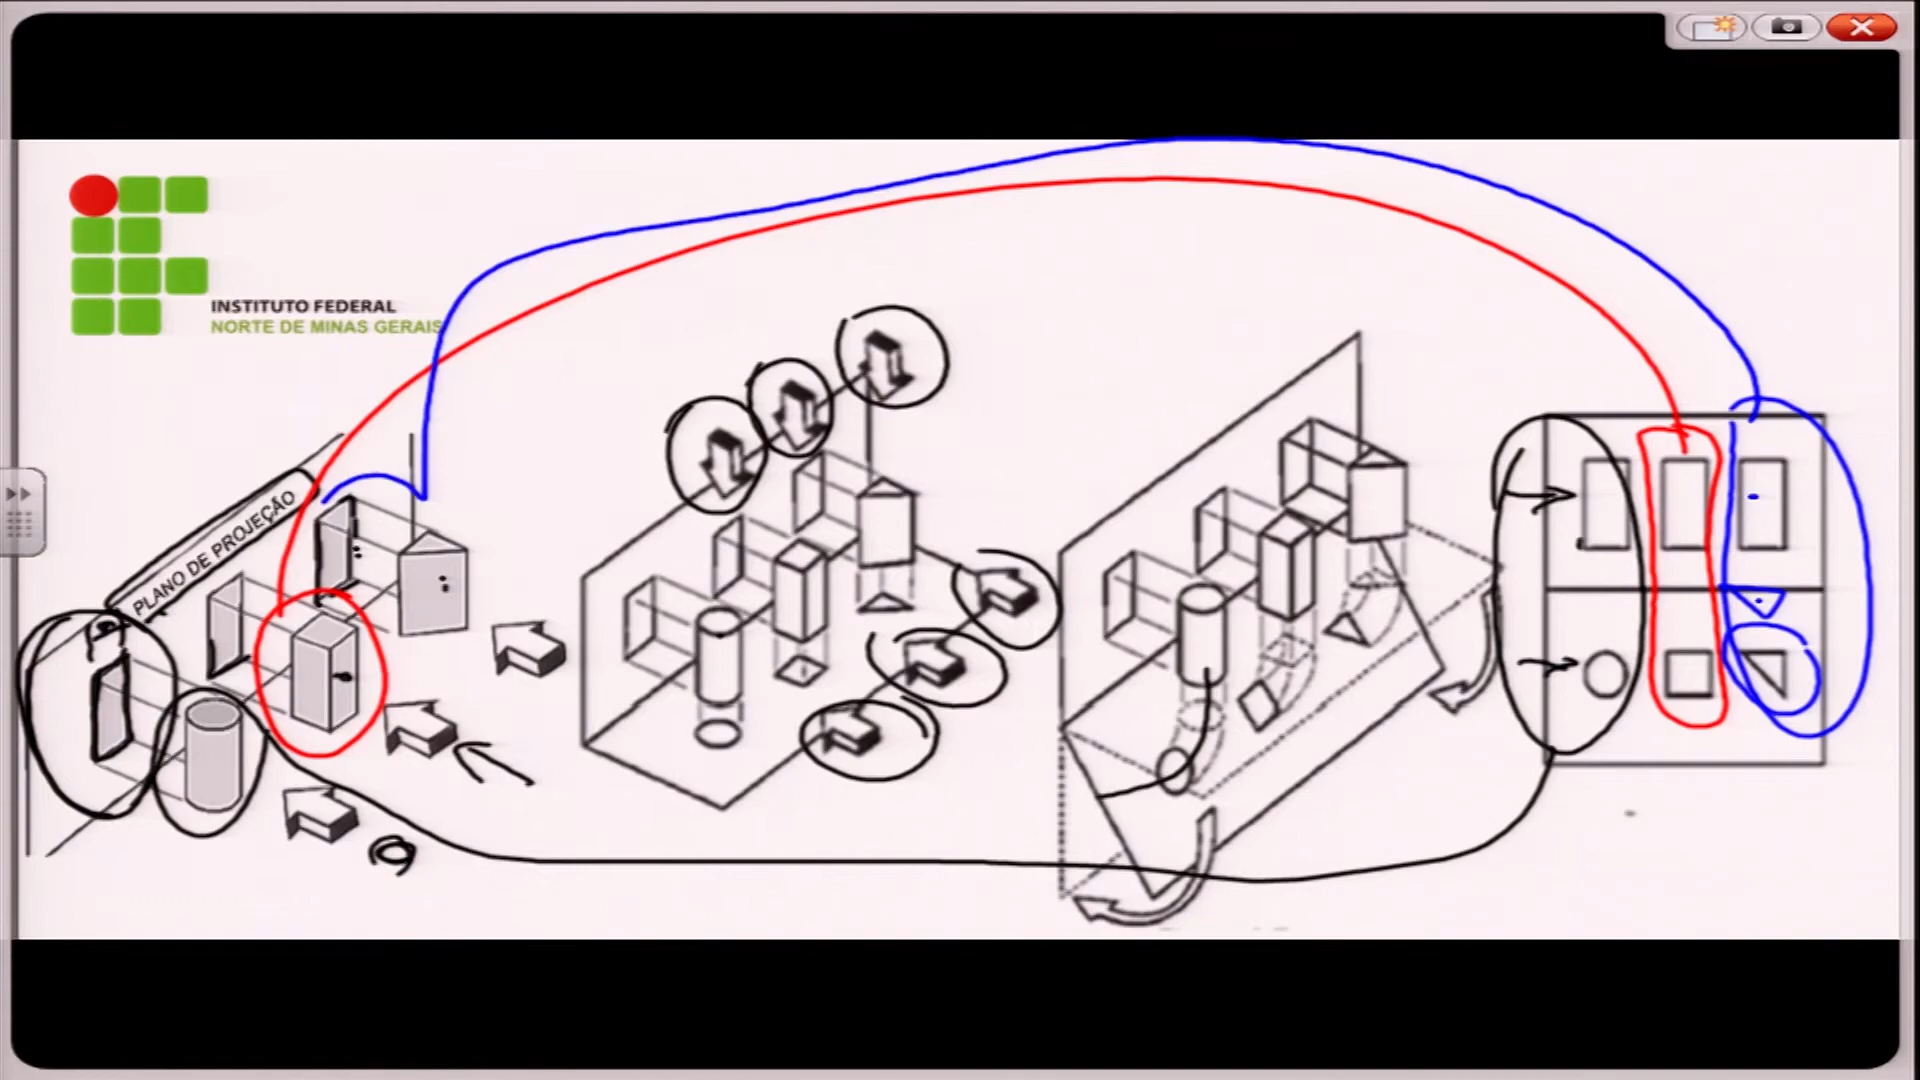 INSTITUTO FEDERAL
NORTE DE MINAS GERAIS
PLANO DE PROJEÇÃO